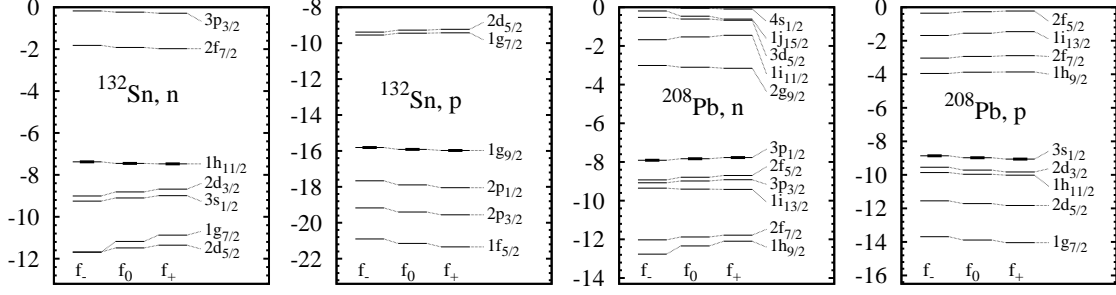 0
-2
-4
-6
-8
-10
-12
¹³²Sn, n
3p3/2
2f7/2
1h11/2
2d3/2
3s1/2
1g7/2
2d5/2
f- f0 f+
-8
-10
-12
-14
-16
-18
-20
-22
¹³²Sn, p
2d5/2
1g7/2
1g9/2
2p1/2
2p3/2
1f5/2
f- f0 f+
0
-2
-4
-6
-8
-10
-12
-14
²⁰⁸Pb, n
4s1/2
1j15/2
3d5/2
1i11/2
2g9/2
3p1/2
2f5/2
3p3/2
1i13/2
2f7/2
1h9/2
f- f0 f+
0
-2
-4
-6
-8
-10
-12
-14
-16
²⁰⁸Pb, p
2f5/2
1i13/2
2f7/2
1h9/2
3s1/2
2d3/2
1h11/2
2d5/2
1g7/2
f- f0 f+